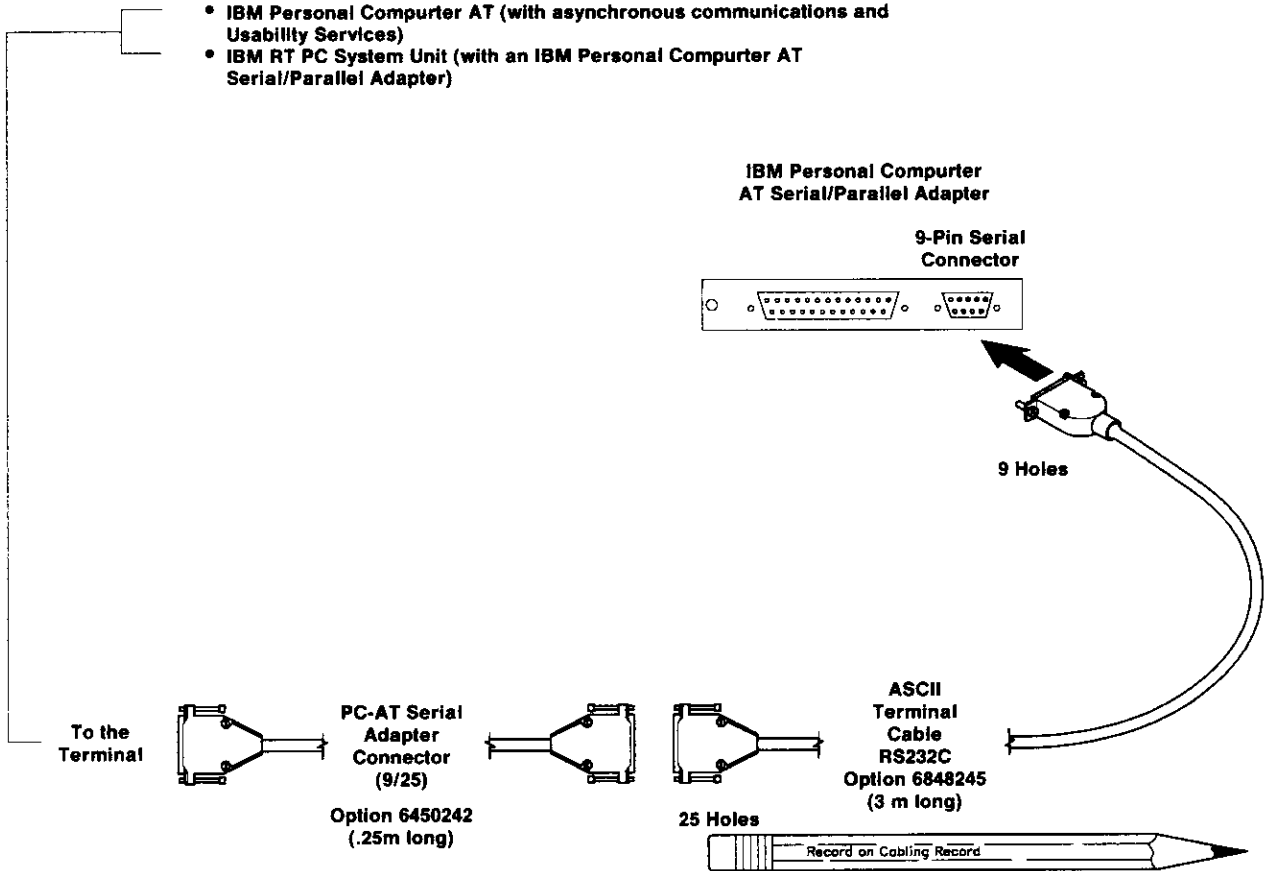 • IBM Personal Compurter AT (with asynchronous communications and
Usability Services)
• IBM RT PC System Unit (with an IBM Personal Compurter AT
Serial/Parallel Adapter)
IBM Personal Compurter
AT Serial/Parallel Adapter
9-Pin Serial
Connector
9 Holes
To the
Terminal
PC-AT Serial
Adapter
Connector
(9/25)
Option 6450242
(.25m long)
ASCII
Terminal
Cable
RS232C
Option 6848245
(3 m long)
25 Holes
Record on Cabling Record